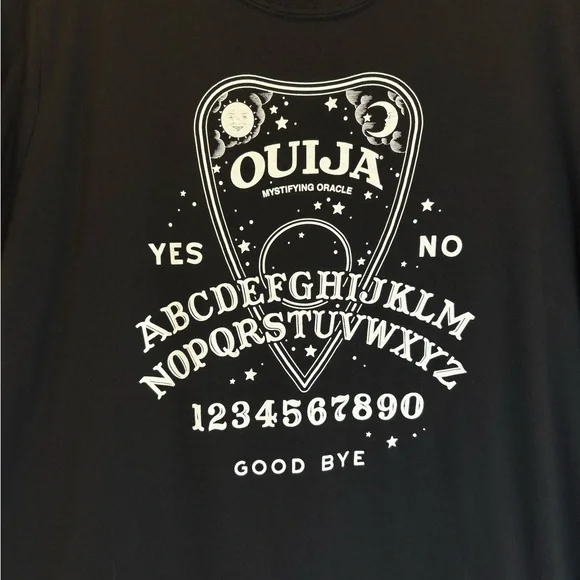 OUIJA
MYSTIFYING ORACLE
YES NO
ABCDEFGHIJKLM
NOPQRSTUVWXYZ
1234567890
GOOD BYE